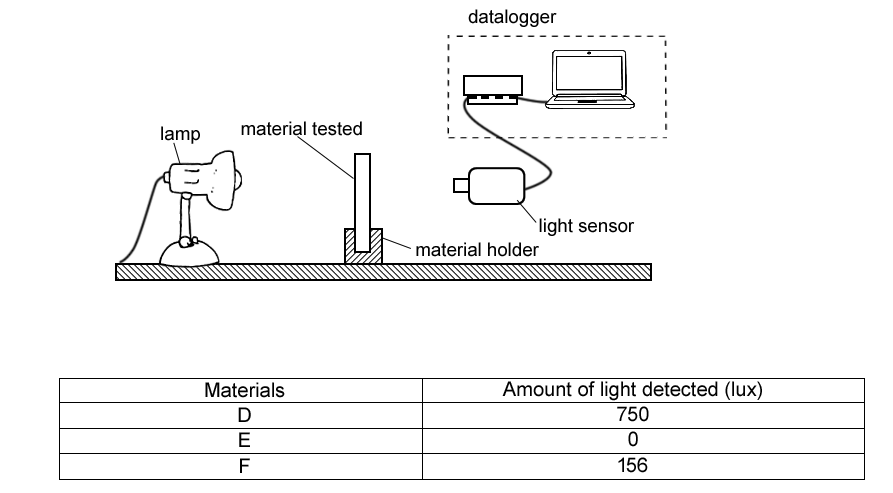 datalogger
lamp
material tested
light sensor
material holder
Materials Amount of light detected (lux)
D 750
E 0
F 156